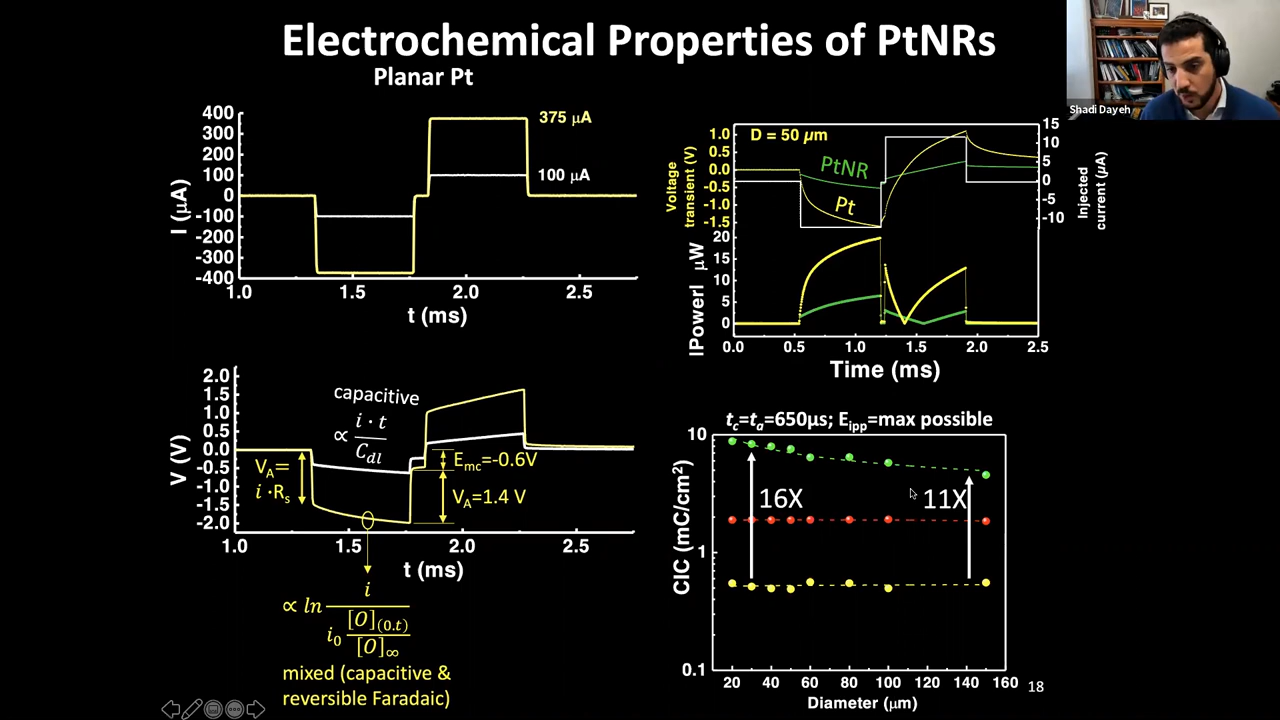 Electrochemical Properties of PtNRs
Planar Pt
Shadi Dayeh
400
300
200
100
0
-100
-200
-300
-400
I (µA)
375 µA
100 µA
1.0 1.5 2.0 2.5
t (ms)
2.0
1.5
1.0
0.5
0
-0.5
-1.0
-1.5
-2.0
V (V)
capacitive
∝ i · t / C_dl
V_A=
i·R_s
E_mc=-0.6V
V_A=1.4 V
1.0 1.5 2.0 2.5
t (ms)
∝ ln i / i_0 [O](0.t) / [O]∞
mixed (capacitive &
reversible Faradaic)
D = 50 µm
PtNR
Pt
1.0
0.5
0.0
-0.5
-1.0
-1.5
Voltage
transient (V)
15
10
5
0
-5
-10
Injected
current (µA)
20
15
10
5
0
IPowerI µW
0.0 0.5 1.0 1.5 2.0 2.5
Time (ms)
t_c=t_a=650µs; E_ipp=max possible
10
1
0.1
CIC (mC/cm²)
16X
11X
20 40 60 80 100 120 140 160
Diameter (µm)
18